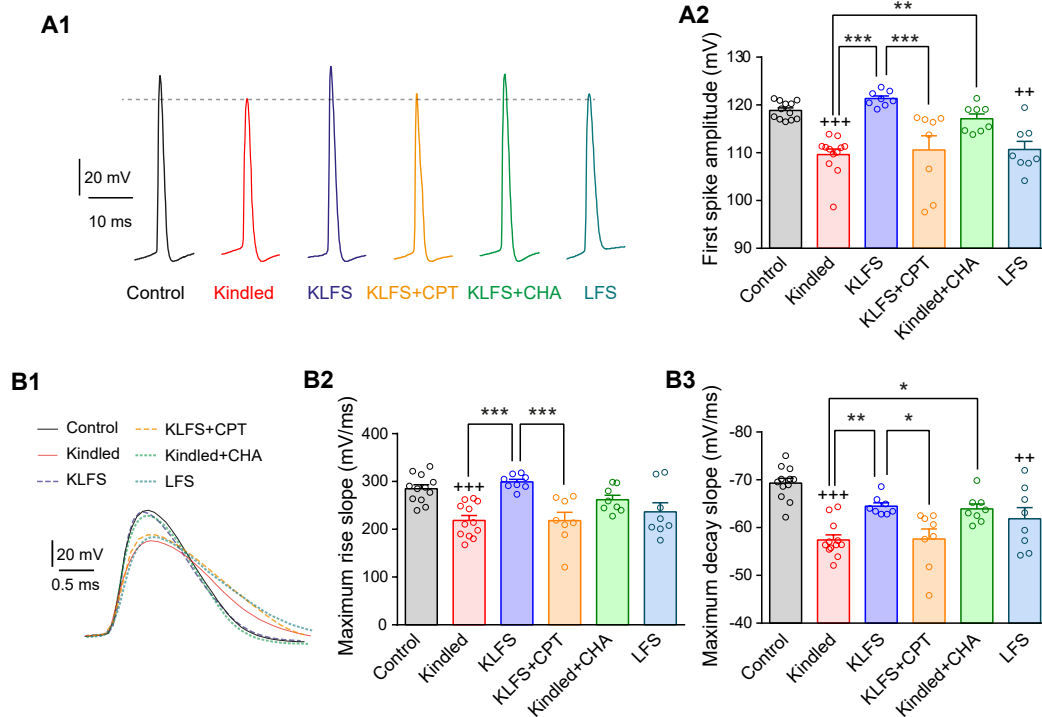 A1
20 mV
10 ms
Control
Kindled
KLFS
KLFS+CPT
KLFS+CHA
LFS
A2
First spike amplitude (mV)
130
120
110
100
90
**
***
***
+++
++
Control
Kindled
KLFS
KLFS+CPT
Kindled+CHA
LFS
B1
Control
Kindled
KLFS
KLFS+CPT
Kindled+CHA
LFS
20 mV
0.5 ms
B2
Maximum rise slope (mV/ms)
400
300
200
100
0
***
***
+++
Control
Kindled
KLFS
KLFS+CPT
Kindled+CHA
LFS
B3
Maximum decay slope (mV/ms)
-70
-60
-50
-40
*
**
*
+++
++
Control
Kindled
KLFS
KLFS+CPT
Kindled+CHA
LFS